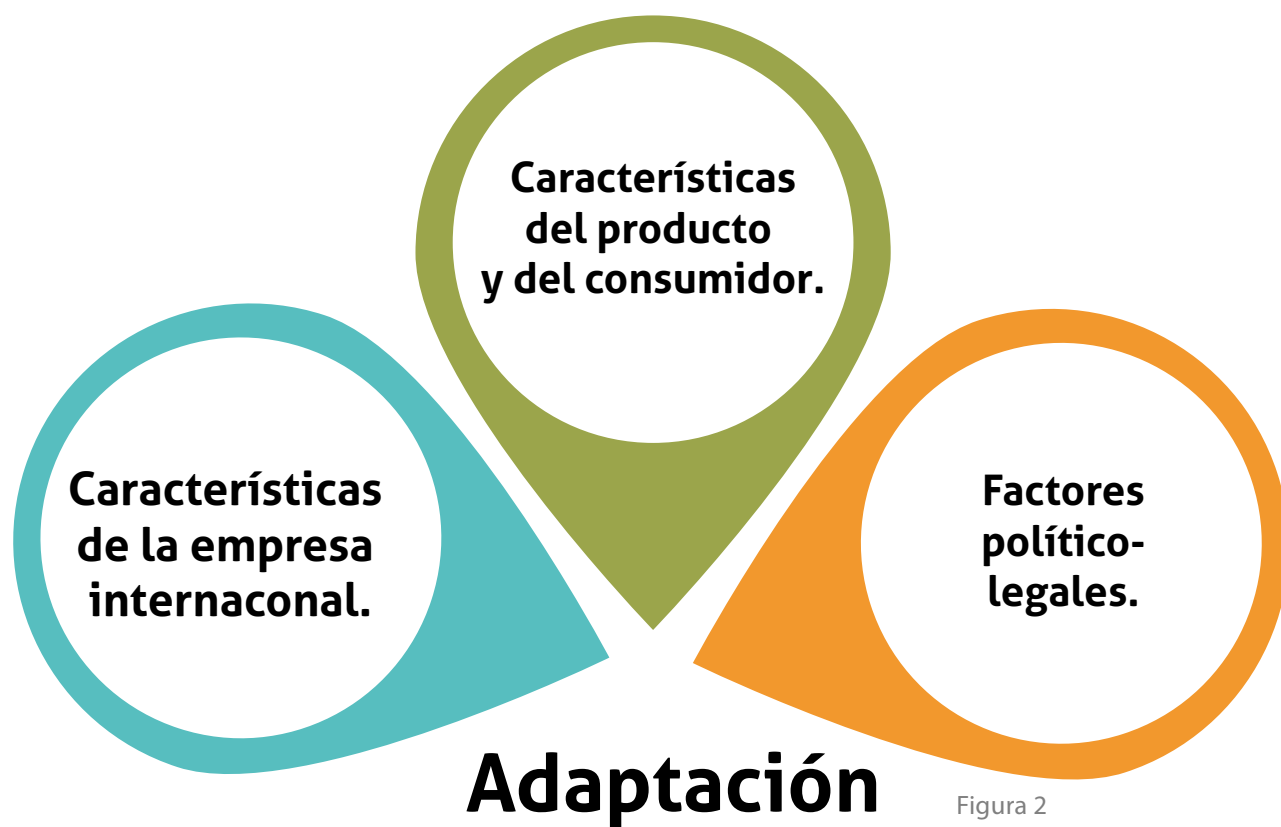 Características
del producto
y del consumidor.
Características
de la empresa
internaconal.
Factores
político-
legales.
Adaptación
Figura 2